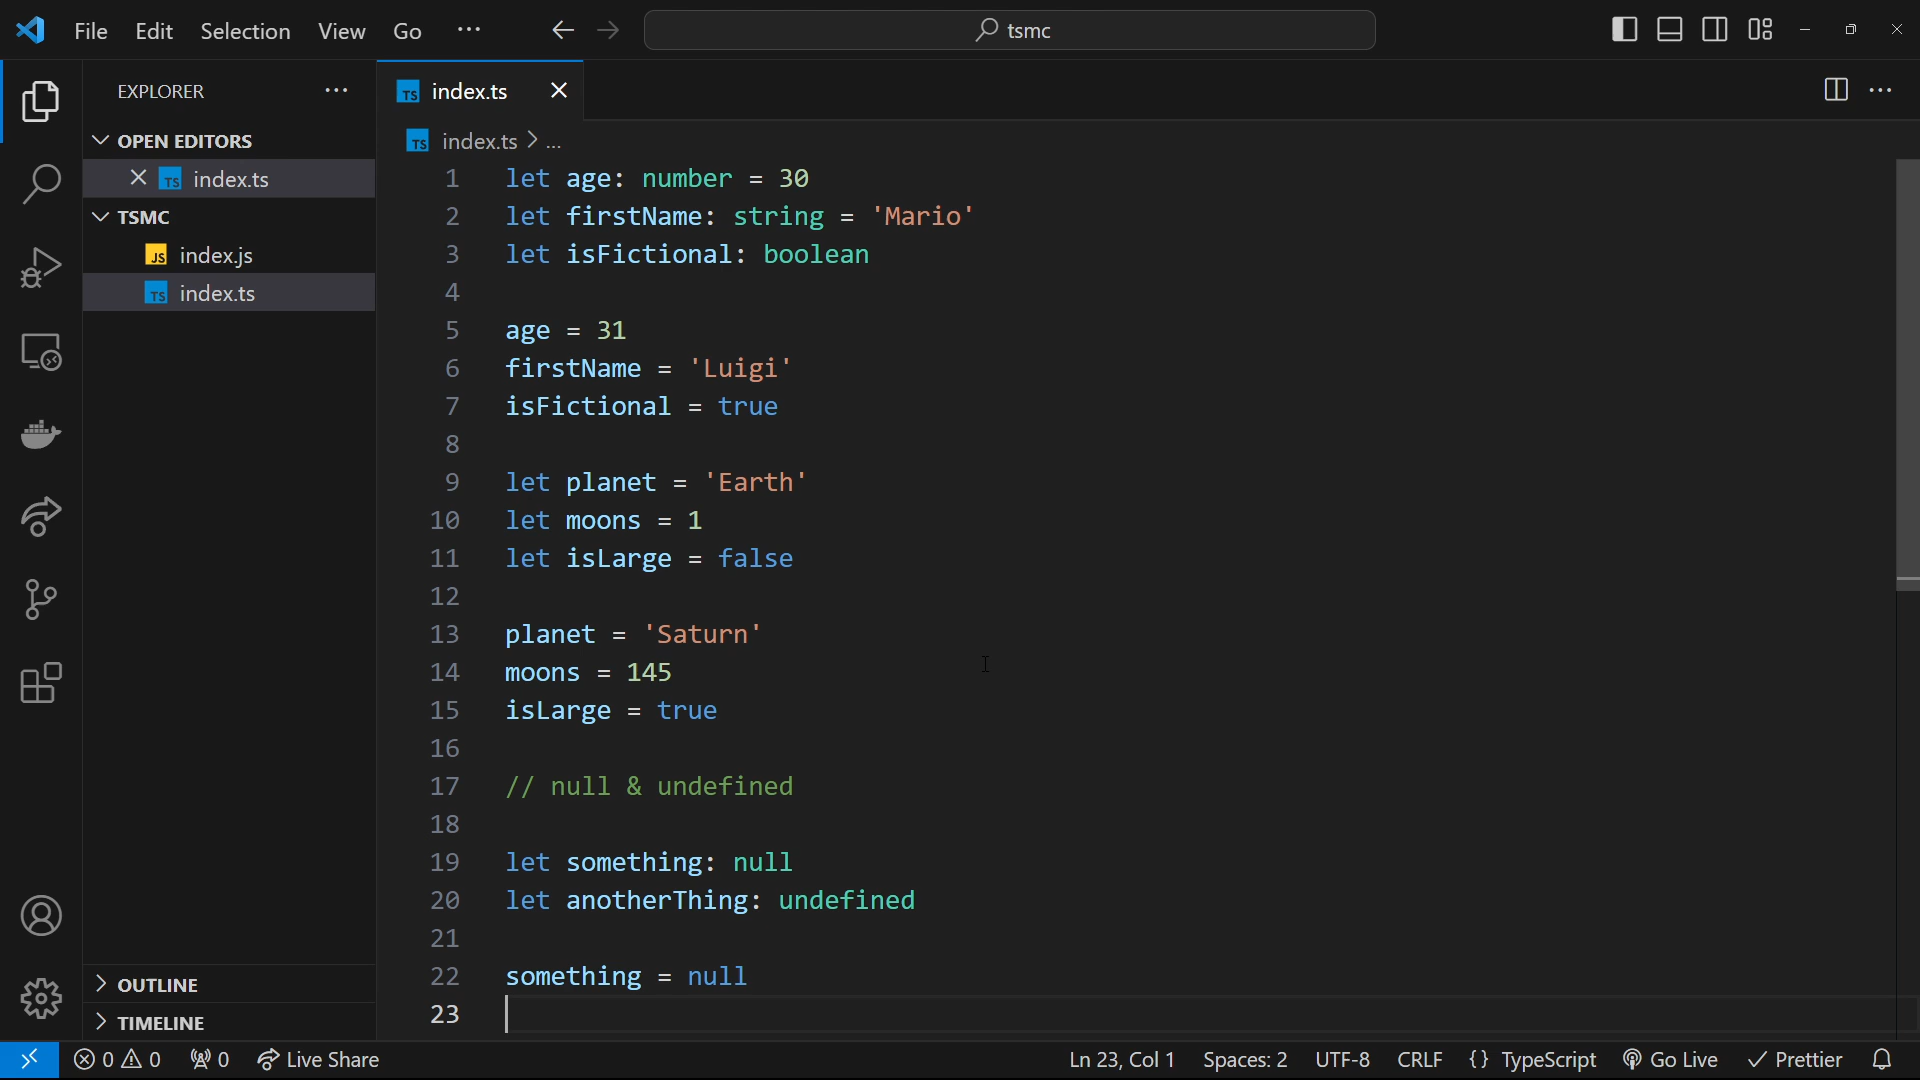 File Edit Selection View Go ··· tsmc
EXPLORER ···
OPEN EDITORS
TS index.ts
TSMC
JS index.js
TS index.ts
OUTLINE
TIMELINE
TS index.ts
TS index.ts > ...
1 let age: number = 30
2 let firstName: string = 'Mario'
3 let isFictional: boolean
4
5 age = 31
6 firstName = 'Luigi'
7 isFictional = true
8
9 let planet = 'Earth'
10 let moons = 1
11 let isLarge = false
12
13 planet = 'Saturn'
14 moons = 145
15 isLarge = true
16
17 // null & undefined
18
19 let something: null
20 let anotherThing: undefined
21
22 something = null
23
0 0 0 Live Share Ln 23, Col 1 Spaces: 2 UTF-8 CRLF {} TypeScript Go Live Prettier